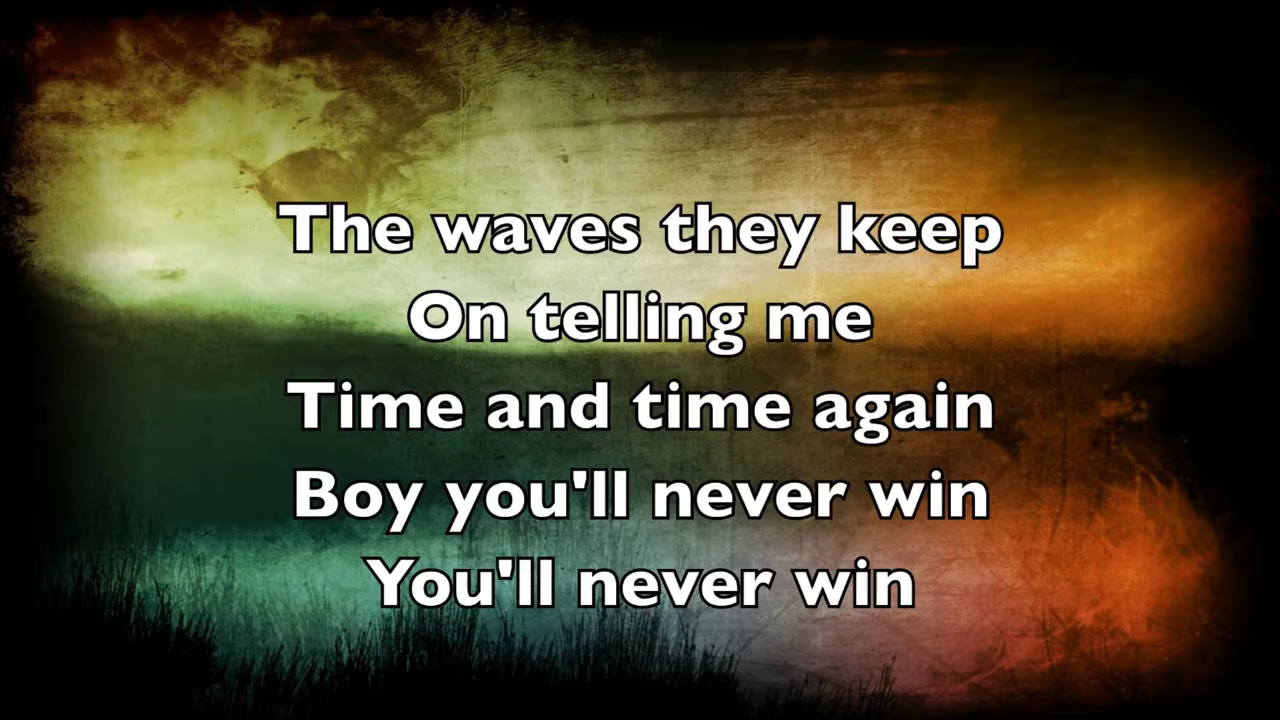 The waves they keep
On telling me
Time and time again
Boy you'll never win
You'll never win